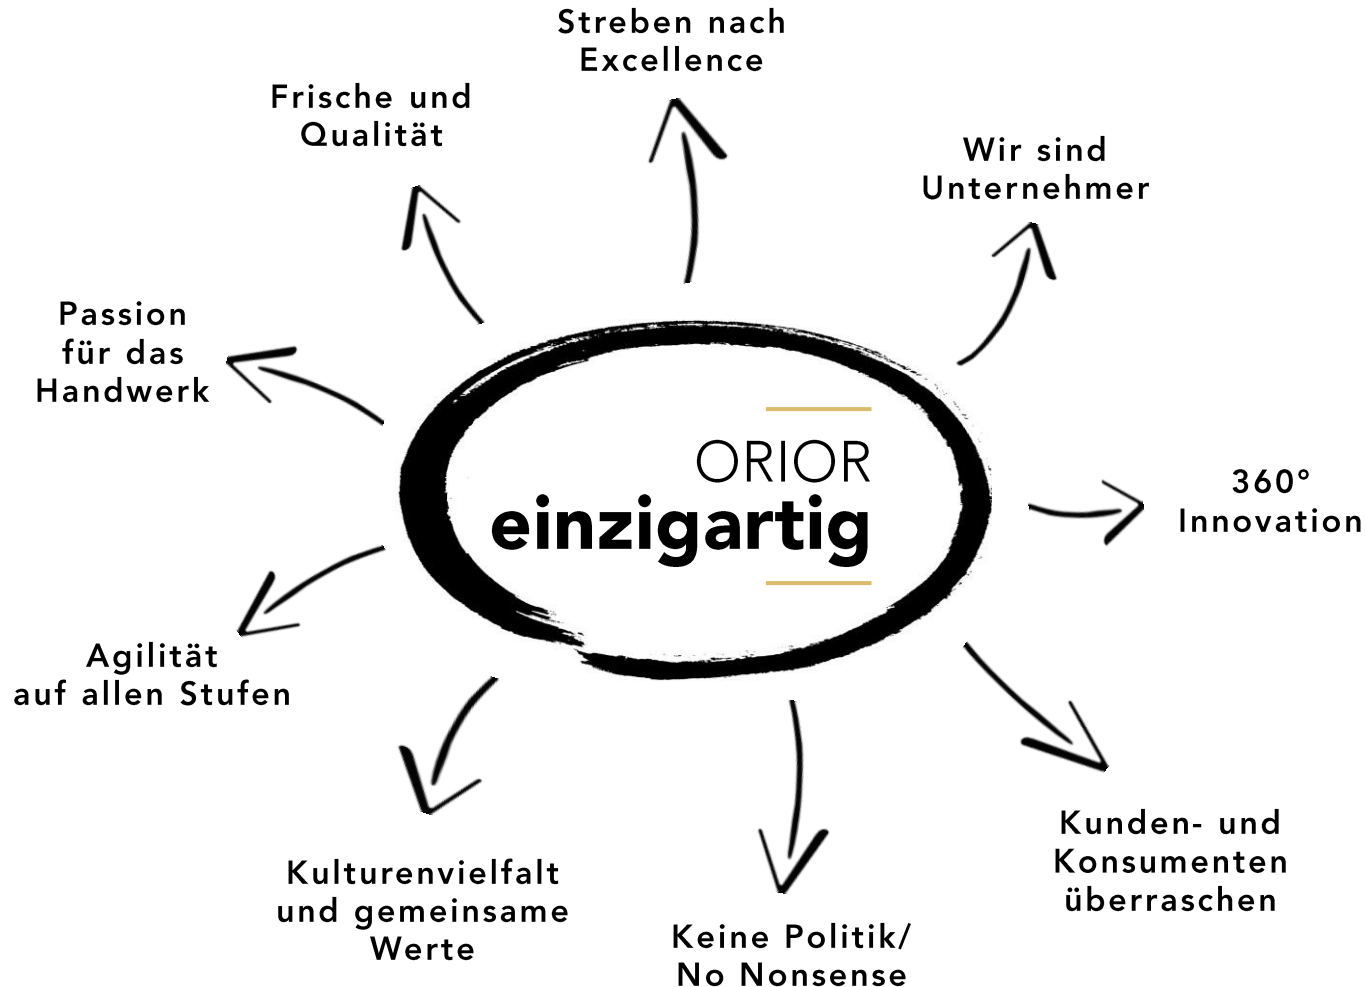 Streben nach
Excellence
Frische und
Qualität
Wir sind
Unternehmer
Passion
für das
Handwerk
ORIOR
einzigartig
360°
Innovation
Agilität
auf allen Stufen
Kunden- und
Konsumenten
überraschen
Kulturenvielfalt
und gemeinsame
Werte
Keine Politik/
No Nonsense